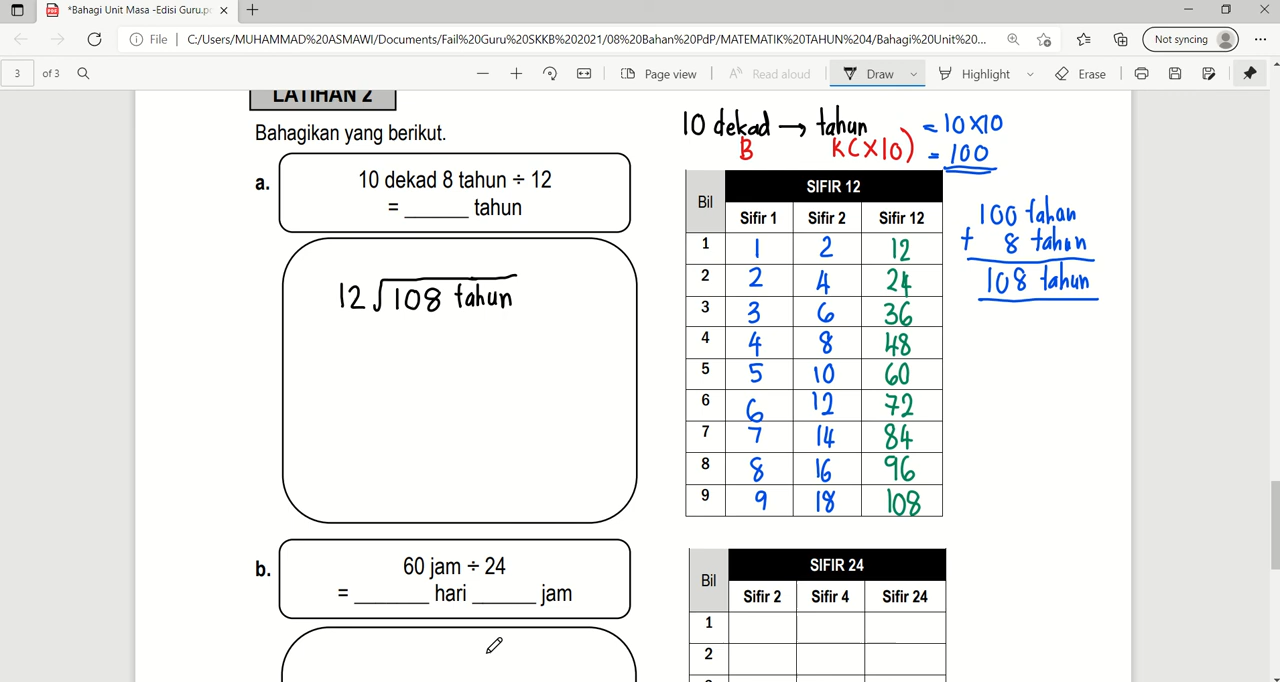 *Bahagi Unit Masa -Edisi Guru.p
File
C:/Users/MUHAMMAD%20ASMAWI/Documents/Fail%20Guru%20SKKB%202021/08%20Bahan%20PdP/MATEMATIK%20TAHUN%204/Bahagi%20Unit%20...
Not syncing
3 of 3
Page view
Read aloud
Draw
Highlight
Erase
LATIHAN 2
Bahagikan yang berikut.
a.
10 dekad 8 tahun ÷ 12
= ______ tahun
12 √108 tahun
10 dekad → tahun
B K(×10)
= 10×10
= 100
100 tahun
+ 8 tahun
108 tahun
Bil SIFIR 12
Sifir 1 Sifir 2 Sifir 12
1 1 2 12
2 2 4 24
3 3 6 36
4 4 8 48
5 5 10 60
6 6 12 72
7 7 14 84
8 8 16 96
9 9 18 108
b.
60 jam ÷ 24
= _______ hari ______ jam
Bil SIFIR 24
Sifir 2 Sifir 4 Sifir 24
1
2